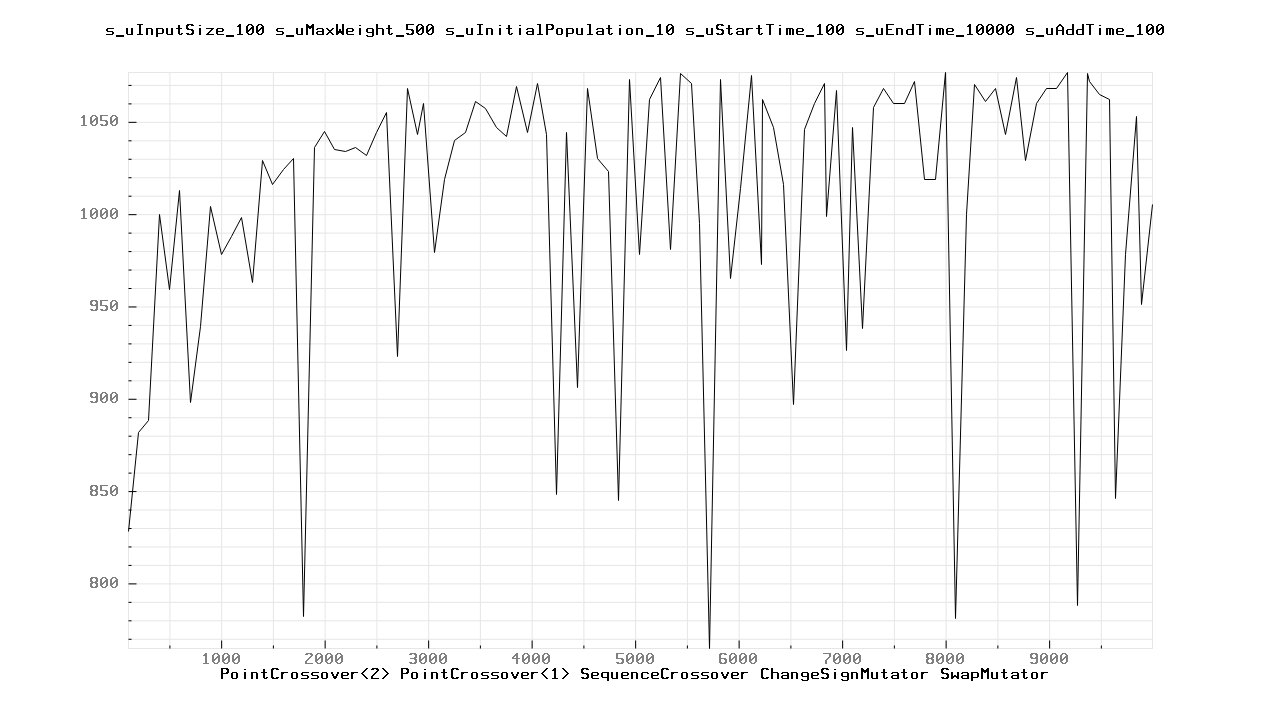 s_uInputSize_100 s_uMaxWeight_500 s_uInitialPopulation_10 s_uStartTime_100 s_uEndTime_10000 s_uAddTime_100
1050
1000
950
900
850
800
1000 2000 3000 4000 5000 6000 7000 8000 9000
PointCrossover<2> PointCrossover<1> SequenceCrossover ChangeSignMutator SwapMutator